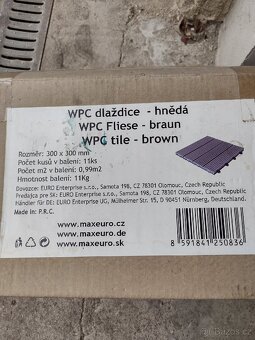 WPC dlaždice - hnědá
WPC Fliese - braun
WPC tile - brown
Rozměr: 300 x 300 mm
Počet kusů v balení: 11ks
Počet m2 v balení: 0,99m2
Hmotnost balení: 11Kg
Dovozce: EURO Enterprise s.r.o., Samota 198, CZ 78301 Olomouc, Czech Republic
Predajca pre SK: EURO Enterprise s.r.o., Samota 198, CZ 78301 Olomouc, Czech Republic
Händler in DE: EURO Enterprise UG, Mülheimer Str. 15, D 90451 Nürnberg, Deutschland.
Made in: P.R.C.
www.maxeuro.cz
www.maxeuro.de
www.maxeuro.sk
8 591841 250836